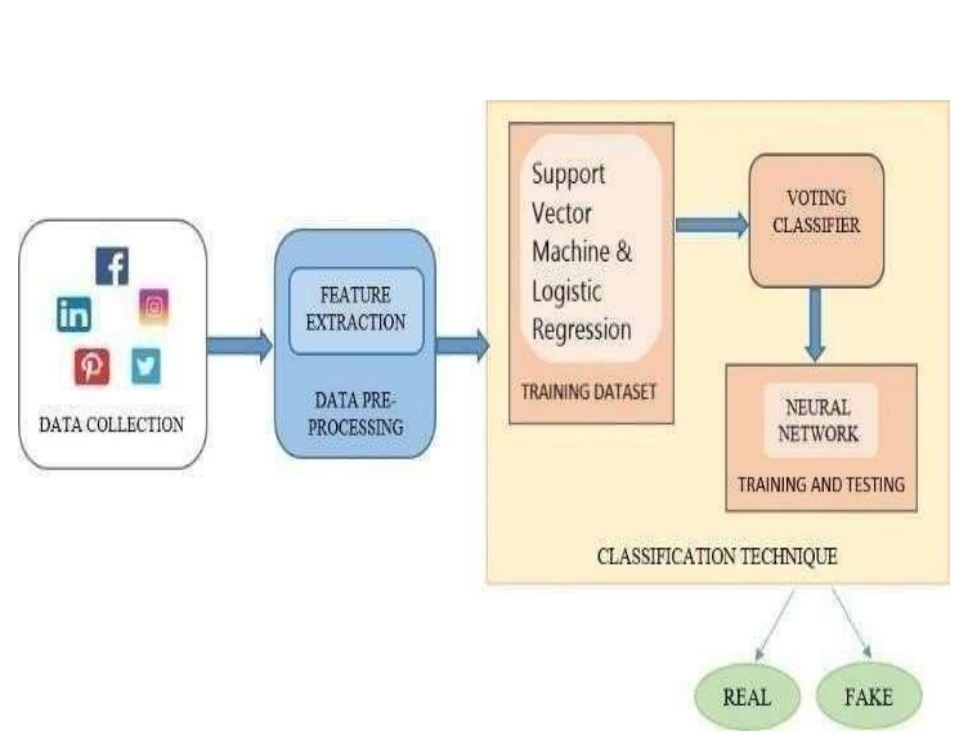 DATA COLLECTION
FEATURE
EXTRACTION
DATA PRE-
PROCESSING
Support
Vector
Machine &
Logistic
Regression
TRAINING DATASET
VOTING
CLASSIFIER
NEURAL
NETWORK
TRAINING AND TESTING
CLASSIFICATION TECHNIQUE
REAL
FAKE